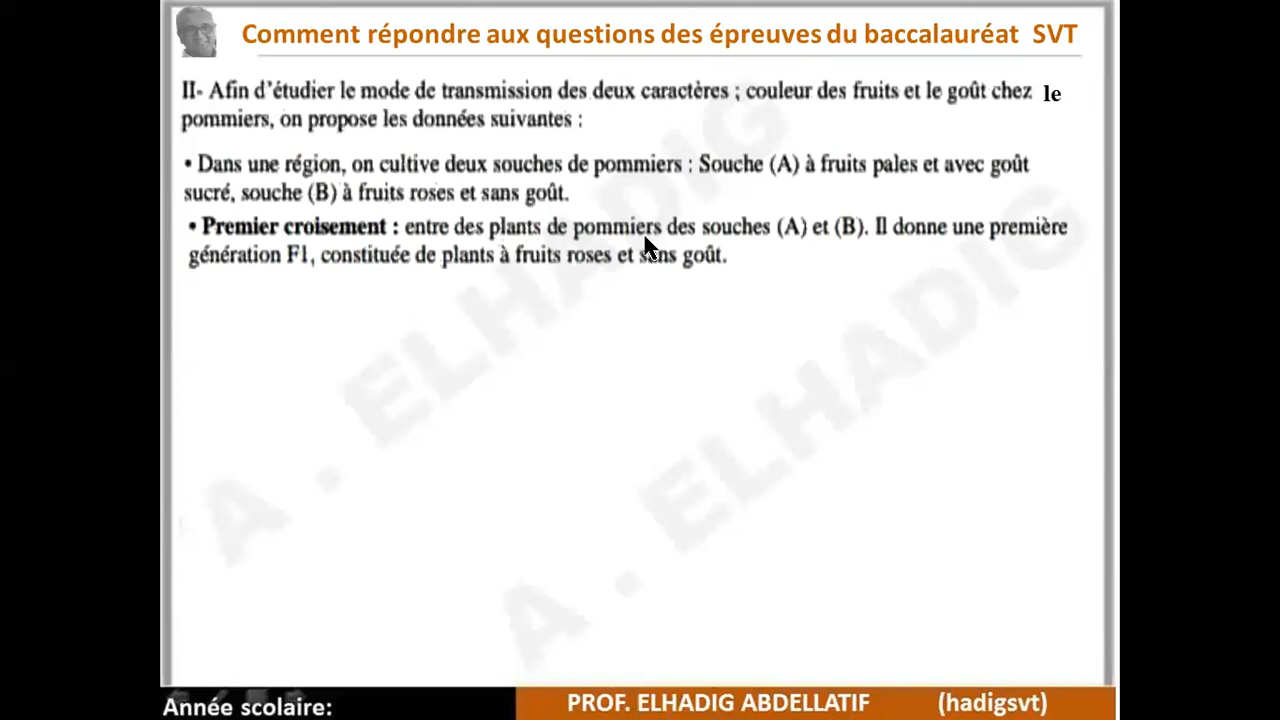 Comment répondre aux questions des épreuves du baccalauréat SVT
II- Afin d'étudier le mode de transmission des deux caractères ; couleur des fruits et le goût chez le
pommiers, on propose les données suivantes :
• Dans une région, on cultive deux souches de pommiers : Souche (A) à fruits pales et avec goût
sucré, souche (B) à fruits roses et sans goût.
• Premier croisement : entre des plants de pommiers des souches (A) et (B). Il donne une première
génération F1, constituée de plants à fruits roses et sans goût.
A . ELHADIG
A . ELHADIG
Année scolaire:
PROF. ELHADIG ABDELLATIF (hadigsvt)